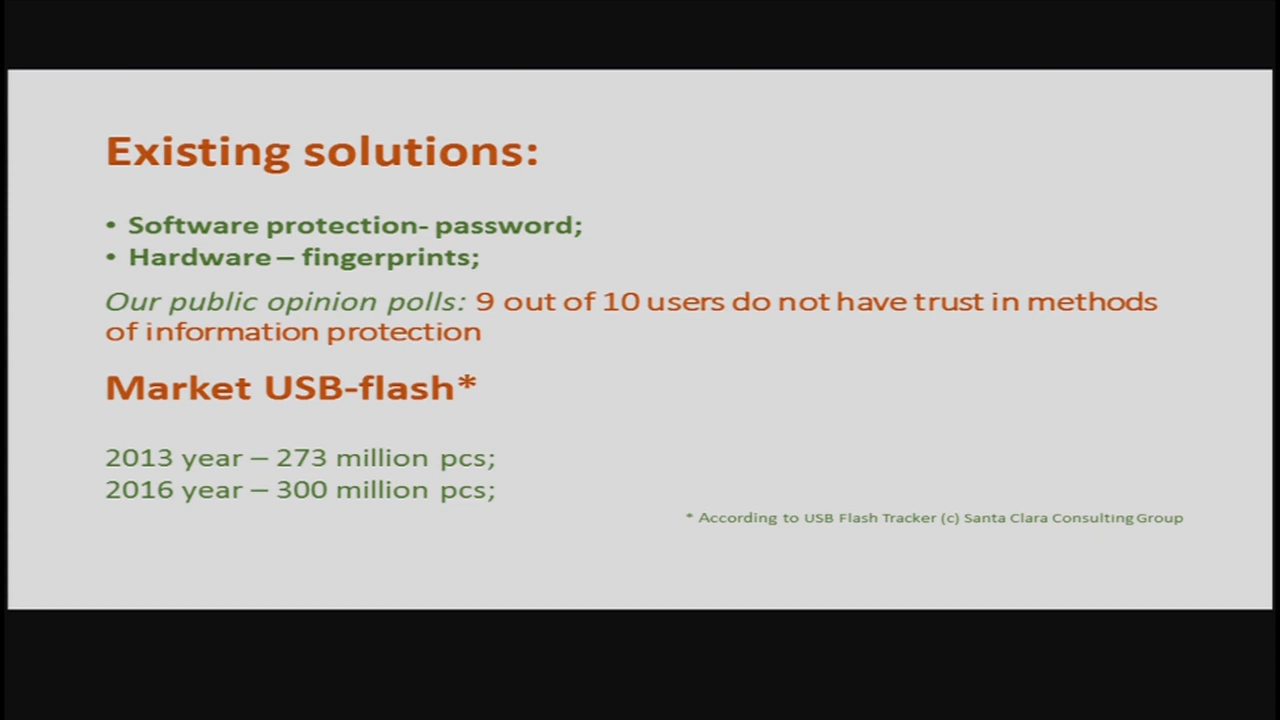 Existing solutions:
• Software protection- password;
• Hardware – fingerprints;
Our public opinion polls: 9 out of 10 users do not have trust in methods
of information protection
Market USB-flash*
2013 year – 273 million pcs;
2016 year – 300 million pcs;
* According to USB Flash Tracker (c) Santa Clara Consulting Group